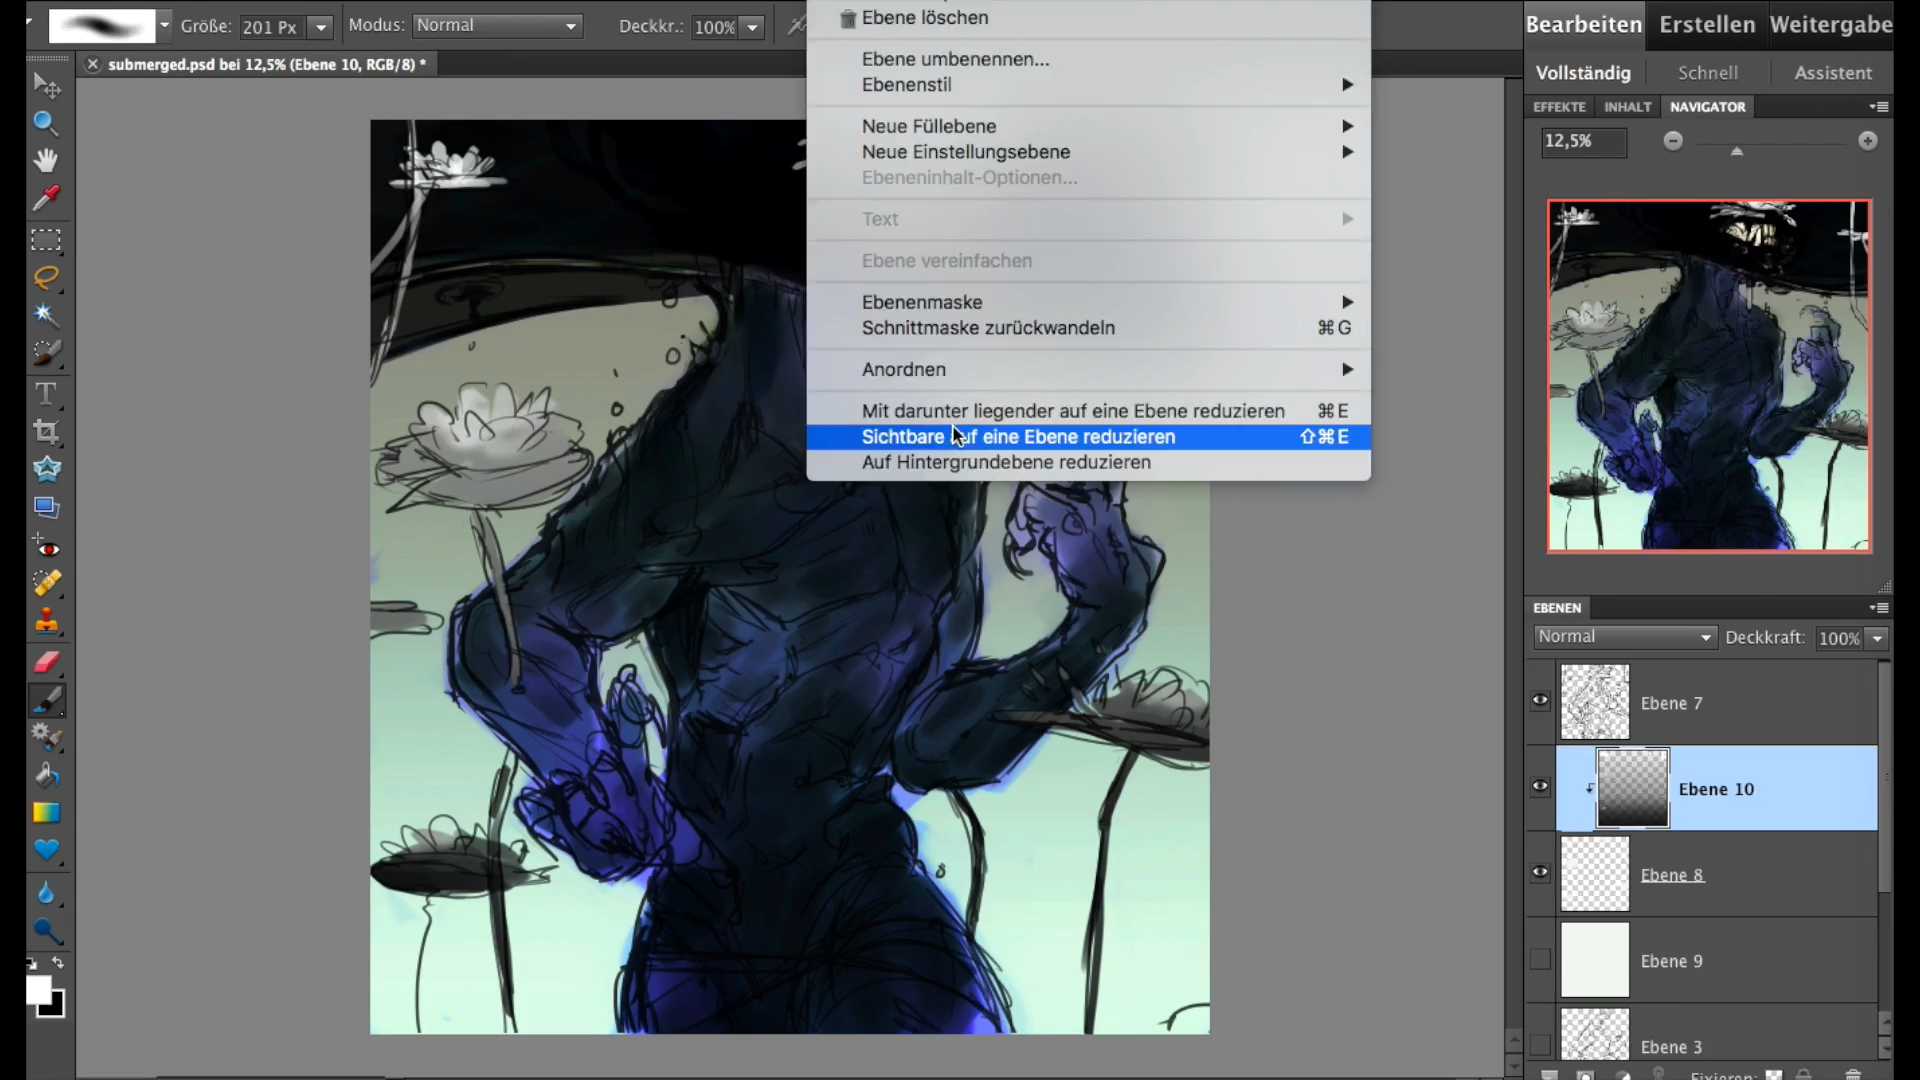 Größe: 201 Px Modus: Normal Deckkr.: 100%
submerged.psd bei 12,5% (Ebene 10, RGB/8) *
Ebene löschen
Ebene umbenennen...
Ebenenstil
Neue Füllebene
Neue Einstellungsebene
Ebeneninhalt-Optionen...
Text
Ebene vereinfachen
Ebenenmaske
Schnittmaske zurückwandeln ⌘G
Anordnen
Mit darunter liegender auf eine Ebene reduzieren ⌘E
Sichtbare auf eine Ebene reduzieren ⇧⌘E
Auf Hintergrundebene reduzieren
Bearbeiten Erstellen Weitergabe
Vollständig Schnell Assistent
EFFEKTE INHALT NAVIGATOR
12,5%
EBENEN
Normal Deckkraft: 100%
Ebene 7
Ebene 10
Ebene 8
Ebene 9
Ebene 3
Fixieren: